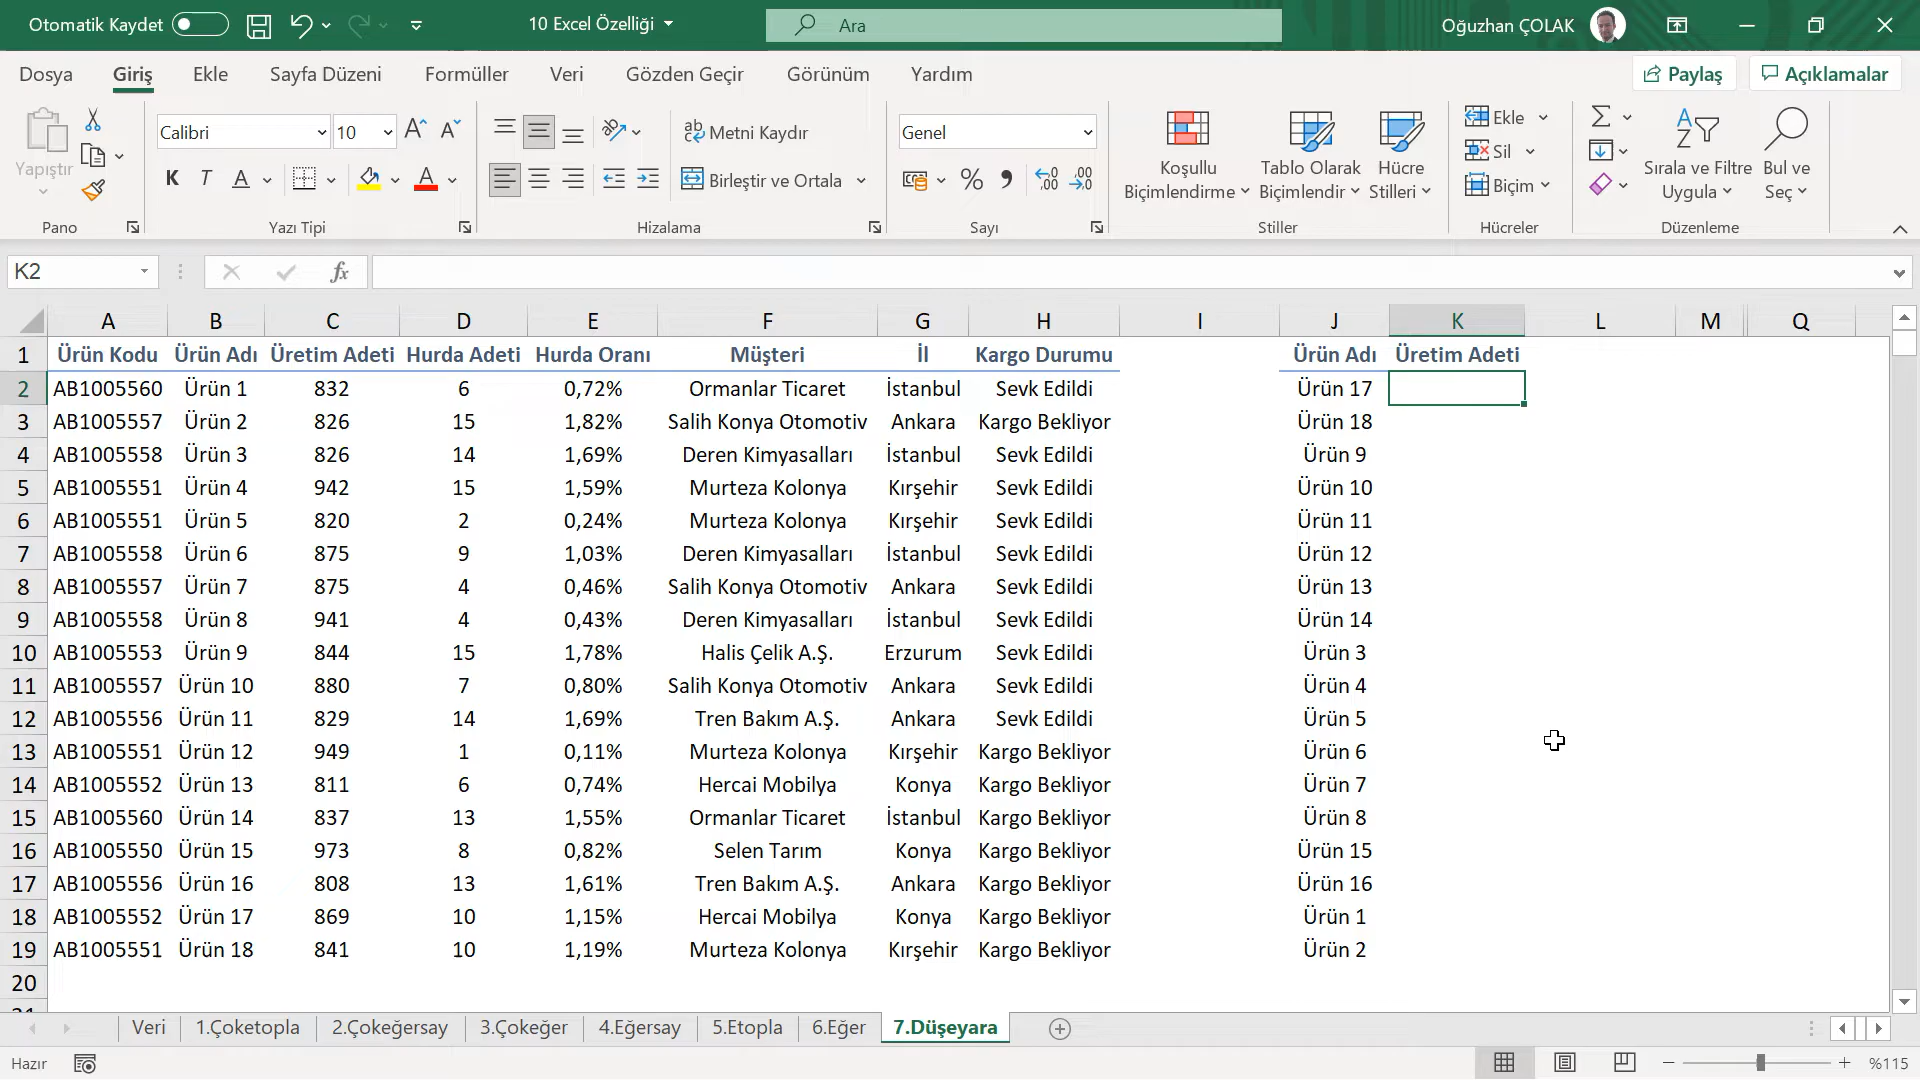 Otomatik Kaydet
10 Excel Özelliği
Ara
Oğuzhan ÇOLAK
Dosya Giriş Ekle Sayfa Düzeni Formüller Veri Gözden Geçir Görünüm Yardım Paylaş Açıklamalar
Yapıştır
Calibri 10
K T A A
Metni Kaydır
Birleştir ve Ortala
Genel
Koşullu Biçimlendirme
Tablo Olarak Biçimlendir
Hücre Stilleri
Ekle
Sil
Biçim
Sırala ve Filtre Uygula
Bul ve Seç
Pano Yazı Tipi Hizalama Sayı Stiller Hücreler Düzenleme
K2 fx
A B C D E F G H I J K L M Q
1 Ürün Kodu Ürün Adı Üretim Adeti Hurda Adeti Hurda Oranı Müşteri İl Kargo Durumu Ürün Adı Üretim Adeti
2 AB1005560 Ürün 1 832 6 0,72% Ormanlar Ticaret İstanbul Sevk Edildi Ürün 17
3 AB1005557 Ürün 2 826 15 1,82% Salih Konya Otomotiv Ankara Kargo Bekliyor Ürün 18
4 AB1005558 Ürün 3 826 14 1,69% Deren Kimyasalları İstanbul Sevk Edildi Ürün 9
5 AB1005551 Ürün 4 942 15 1,59% Murteza Kolonya Kırşehir Sevk Edildi Ürün 10
6 AB1005551 Ürün 5 820 2 0,24% Murteza Kolonya Kırşehir Sevk Edildi Ürün 11
7 AB1005558 Ürün 6 875 9 1,03% Deren Kimyasalları İstanbul Sevk Edildi Ürün 12
8 AB1005557 Ürün 7 875 4 0,46% Salih Konya Otomotiv Ankara Sevk Edildi Ürün 13
9 AB1005558 Ürün 8 941 4 0,43% Deren Kimyasalları İstanbul Sevk Edildi Ürün 14
10 AB1005553 Ürün 9 844 15 1,78% Halis Çelik A.Ş. Erzurum Sevk Edildi Ürün 3
11 AB1005557 Ürün 10 880 7 0,80% Salih Konya Otomotiv Ankara Sevk Edildi Ürün 4
12 AB1005556 Ürün 11 829 14 1,69% Tren Bakım A.Ş. Ankara Sevk Edildi Ürün 5
13 AB1005551 Ürün 12 949 1 0,11% Murteza Kolonya Kırşehir Kargo Bekliyor Ürün 6
14 AB1005552 Ürün 13 811 6 0,74% Hercai Mobilya Konya Kargo Bekliyor Ürün 7
15 AB1005560 Ürün 14 837 13 1,55% Ormanlar Ticaret İstanbul Kargo Bekliyor Ürün 8
16 AB1005550 Ürün 15 973 8 0,82% Selen Tarım Konya Kargo Bekliyor Ürün 15
17 AB1005556 Ürün 16 808 13 1,61% Tren Bakım A.Ş. Ankara Kargo Bekliyor Ürün 16
18 AB1005552 Ürün 17 869 10 1,15% Hercai Mobilya Konya Kargo Bekliyor Ürün 1
19 AB1005551 Ürün 18 841 10 1,19% Murteza Kolonya Kırşehir Kargo Bekliyor Ürün 2
20
Veri 1.Çoketopla 2.Çokeğersay 3.Çokeğer 4.Eğersay 5.Etopla 6.Eğer 7.Düşeyara
Hazır %115